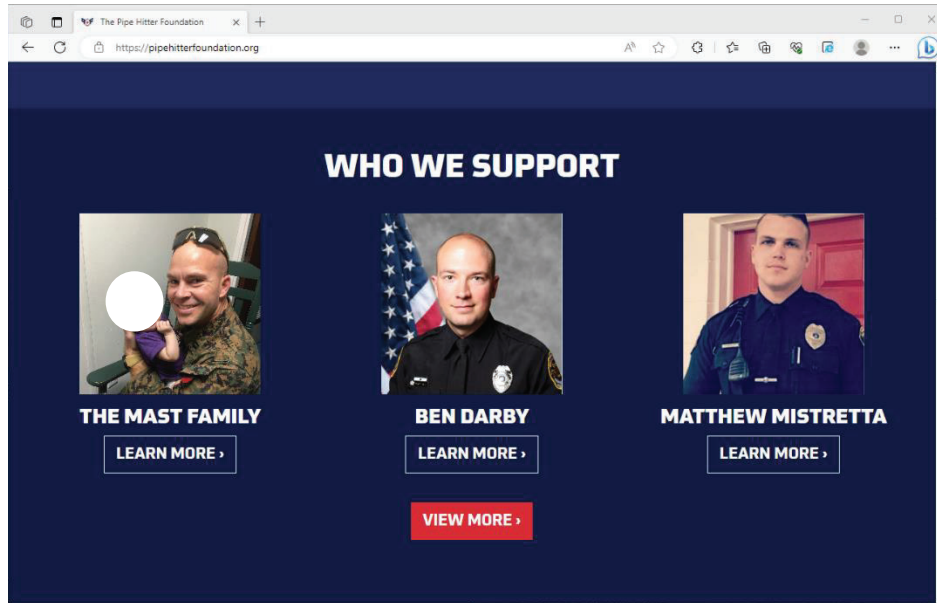 The Pipe Hitter Foundation
https://pipehitterfoundation.org
WHO WE SUPPORT
THE MAST FAMILY
BEN DARBY
MATTHEW MISTRETTA
LEARN MORE ›
LEARN MORE ›
LEARN MORE ›
VIEW MORE ›